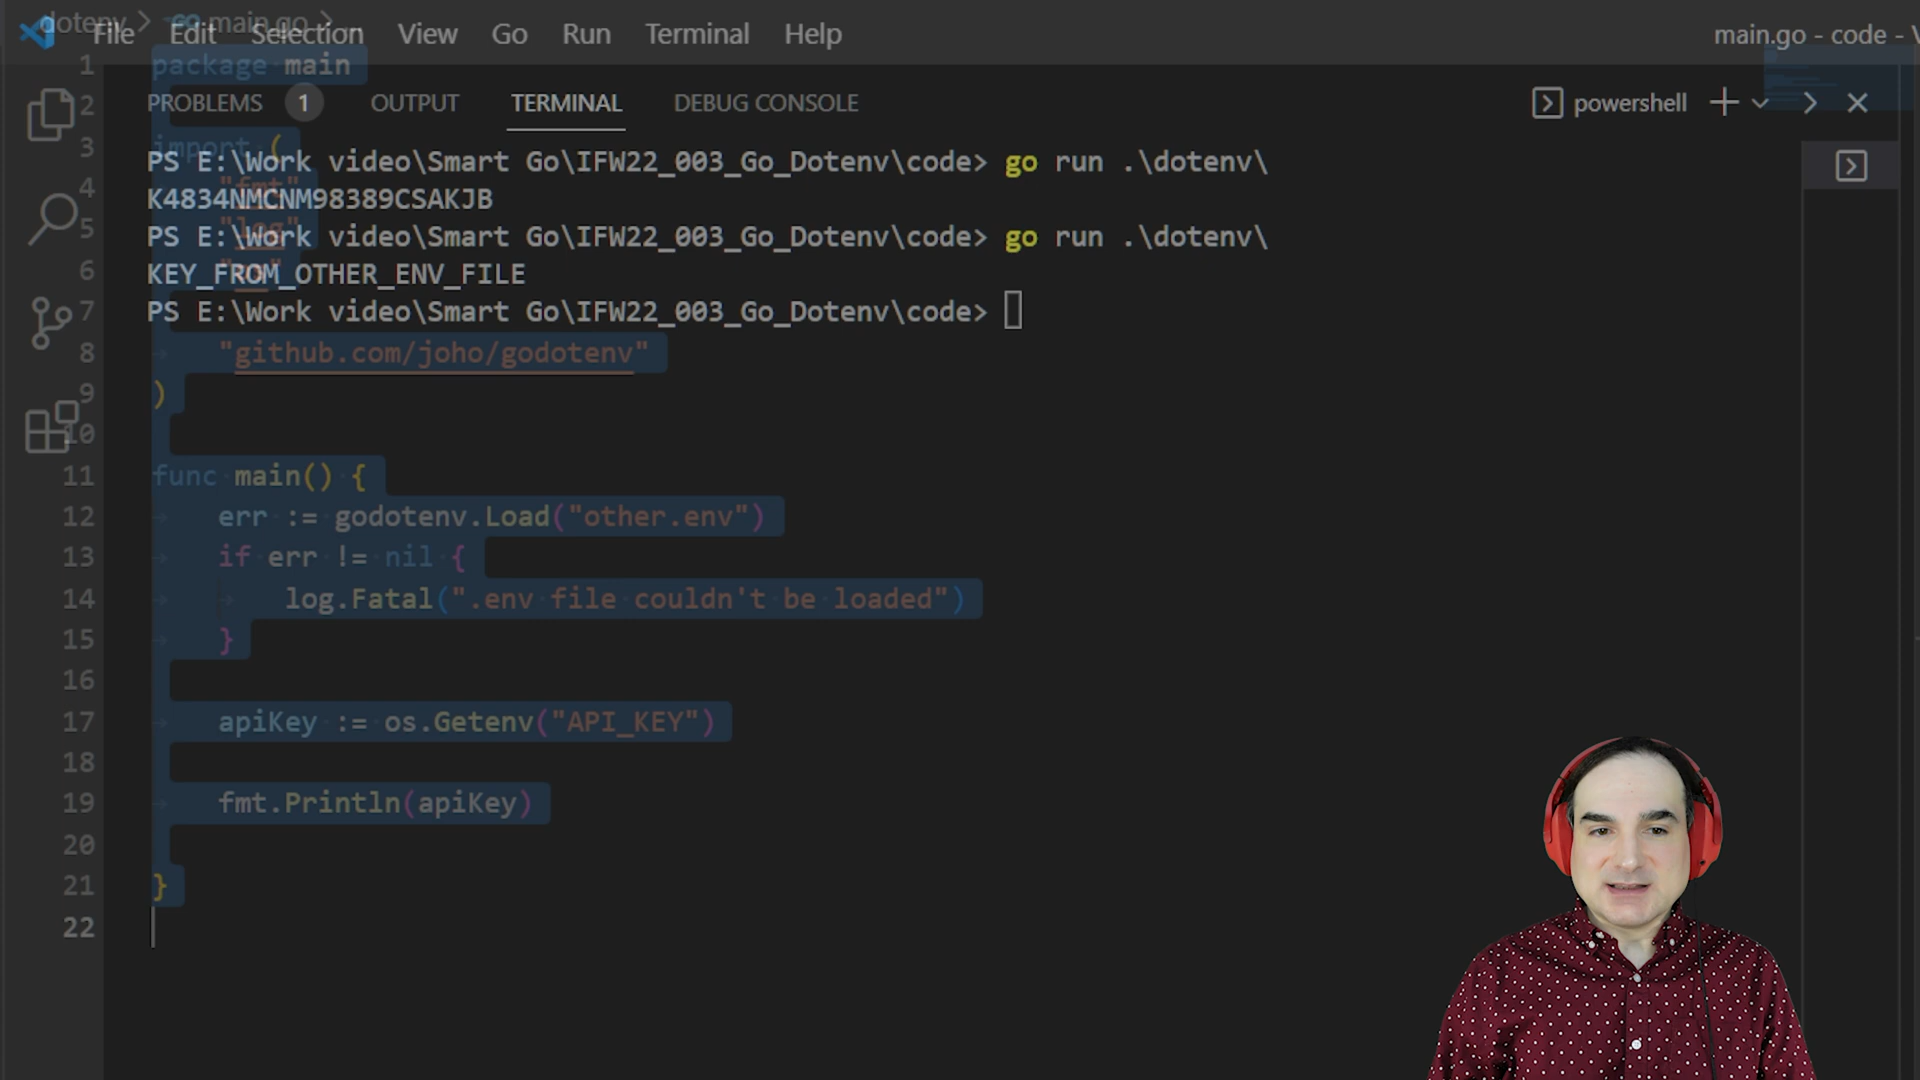 dotenv > main.go >
File Edit Selection View Go Run Terminal Help
main.go - code - V
PROBLEMS 1 OUTPUT TERMINAL DEBUG CONSOLE
powershell
PS E:\Work video\Smart Go\IFW22_003_Go_Dotenv\code> go run .\dotenv\
K4834NMCNM98389CSAKJB
PS E:\Work video\Smart Go\IFW22_003_Go_Dotenv\code> go run .\dotenv\
KEY_FROM_OTHER_ENV_FILE
PS E:\Work video\Smart Go\IFW22_003_Go_Dotenv\code>
1 package main
2
3 import (
4 "fmt"
5 "log"
6 "os"
7
8 "github.com/joho/godotenv"
9 )
10
11 func main() {
12 err := godotenv.Load("other.env")
13 if err != nil {
14 log.Fatal(".env file couldn't be loaded")
15 }
16
17 apiKey := os.Getenv("API_KEY")
18
19 fmt.Println(apiKey)
20
21 }
22